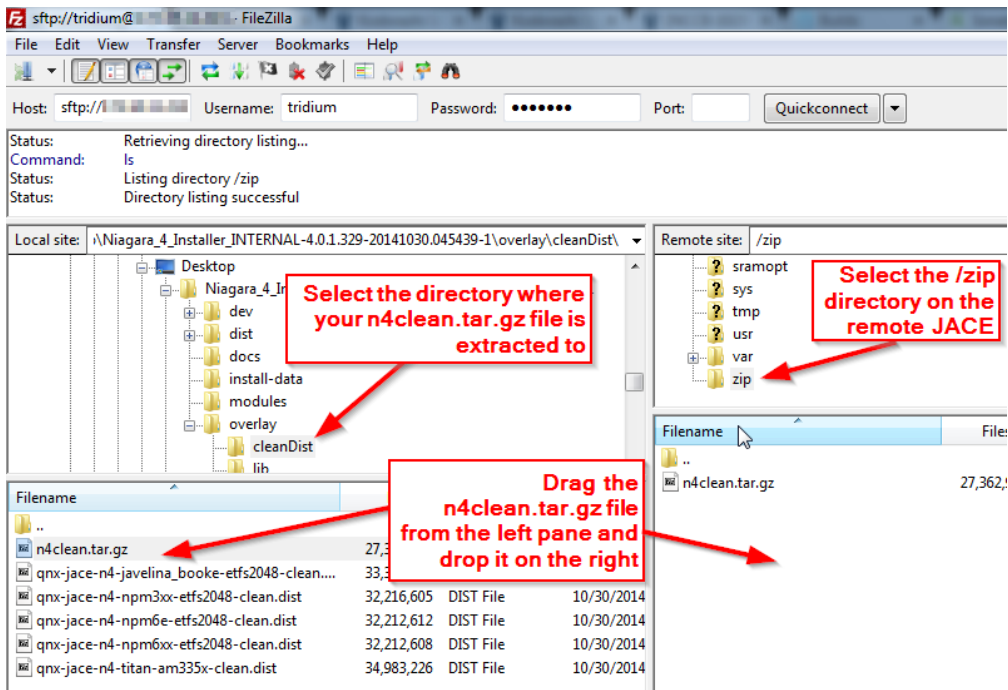 sftp://tridium@ - FileZilla
File Edit View Transfer Server Bookmarks Help
Host: sftp:// Username: tridium Password: ●●●●●●● Port: Quickconnect
Status: Retrieving directory listing...
Command: ls
Status: Listing directory /zip
Status: Directory listing successful
Local site: \Niagara_4_Installer_INTERNAL-4.0.1.329-20141030.045439-1\overlay\cleanDist\
Desktop
Niagara_4_In
dev
dist
docs
install-data
modules
overlay
cleanDist
lib
Select the directory where
your n4clean.tar.gz file is
extracted to
Remote site: /zip
sramopt
sys
tmp
usr
var
zip
Select the /zip
directory on the
remote JACE
Filename
..
n4clean.tar.gz 27,3
qnx-jace-n4-javelina_booke-etfs2048-clean.... 33,3
qnx-jace-n4-npm3xx-etfs2048-clean.dist 32,216,605 DIST File 10/30/2014
qnx-jace-n4-npm6e-etfs2048-clean.dist 32,212,612 DIST File 10/30/2014
qnx-jace-n4-npm6xx-etfs2048-clean.dist 32,212,608 DIST File 10/30/2014
qnx-jace-n4-titan-am335x-clean.dist 34,983,226 DIST File 10/30/2014
Drag the
n4clean.tar.gz file
from the left pane and
drop it on the right
Filename Files
..
n4clean.tar.gz 27,362,9